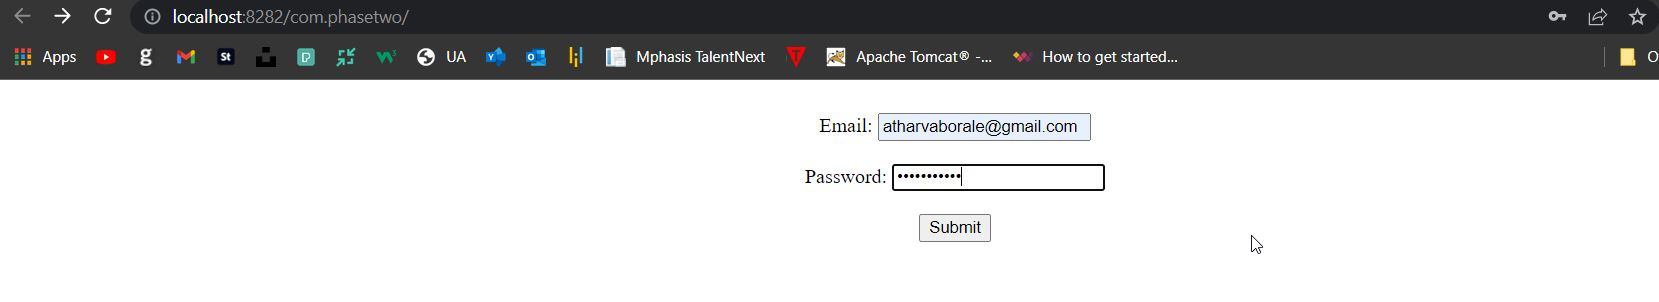 localhost:8282/com.phasetwo/
Apps g St UA Mphasis TalentNext T Apache Tomcat® -... How to get started... O
Email: atharvaborale@gmail.com
Password: •••••••••••
Submit